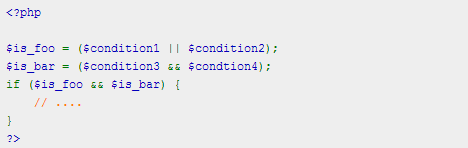 <?php
$is_foo = ($condition1 || $condition2);
$is_bar = ($condition3 && $condtion4);
if ($is_foo && $is_bar) {
// ....
}
?>